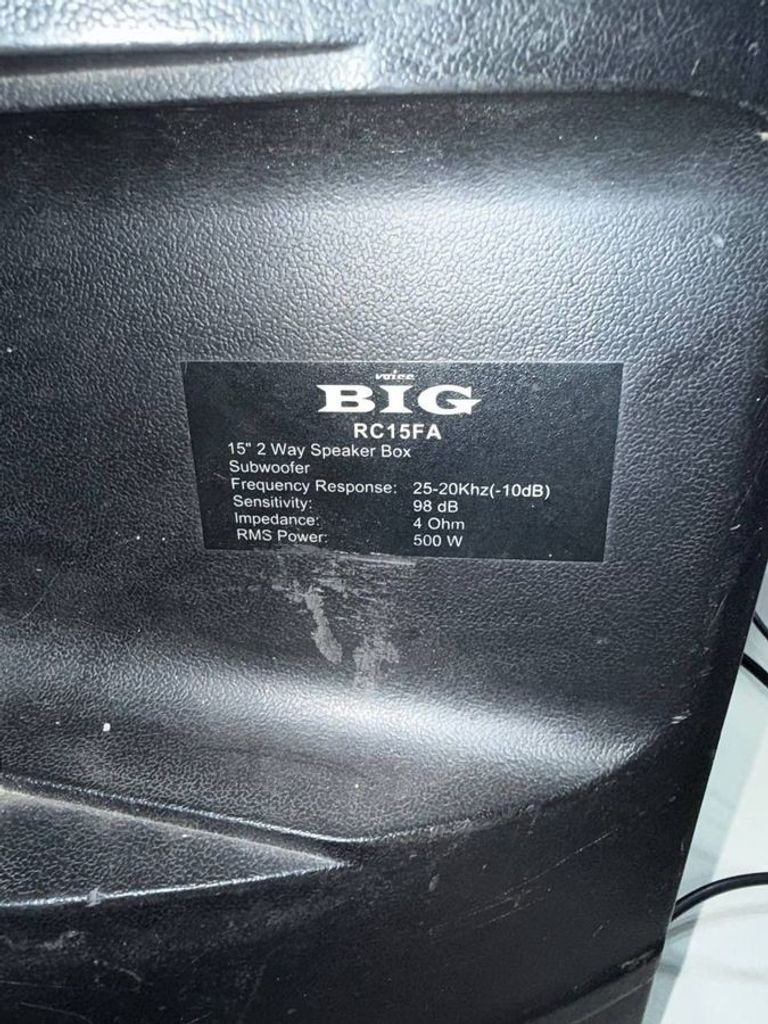 voice
BIG
RC15FA
15" 2 Way Speaker Box
Subwoofer
Frequency Response: 25-20Khz(-10dB)
Sensitivity: 98 dB
Impedance: 4 Ohm
RMS Power: 500 W